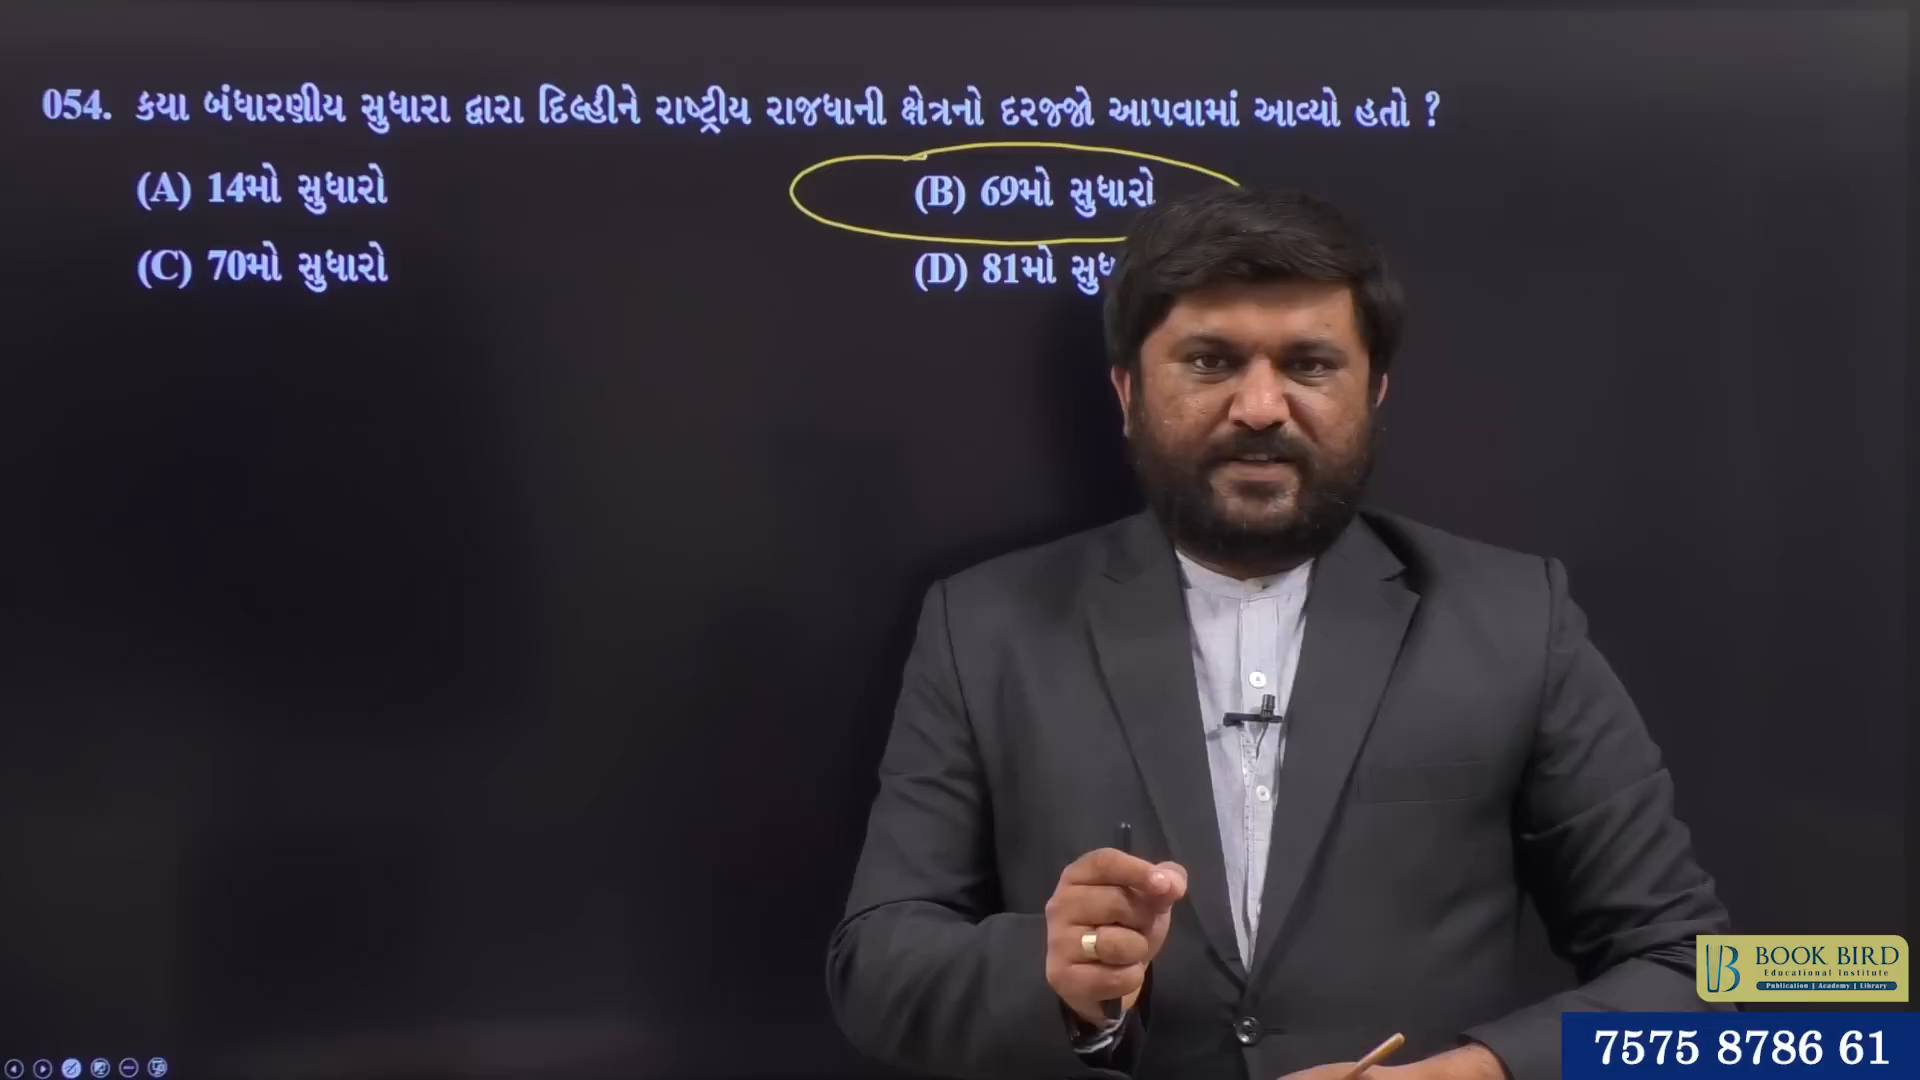 054. કયા બંધારણીય સુધારા દ્વારા દિલ્હીને રાષ્ટ્રીય રાજધાની ક્ષેત્રનો દરજ્જો આપવામાં આવ્યો હતો ?
(A) 14મો સુધારો
(B) 69મો સુધારો
(C) 70મો સુધારો
(D) 81મો
BOOK BIRD
Educational Institute
Publication | Academy | Library
7575 8786 61